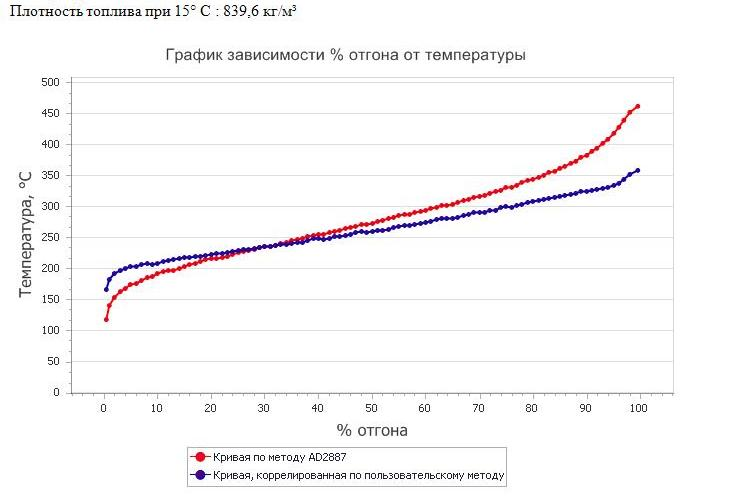 Плотность топлива при 15° С : 839,6 кг/м³
График зависимости % отгона от температуры
Температура, °С
500
450
400
350
300
250
200
150
100
50
0
0 10 20 30 40 50 60 70 80 90 100
% отгона
Кривая по методу AD2887
Кривая, коррелированная по пользовательскому методу